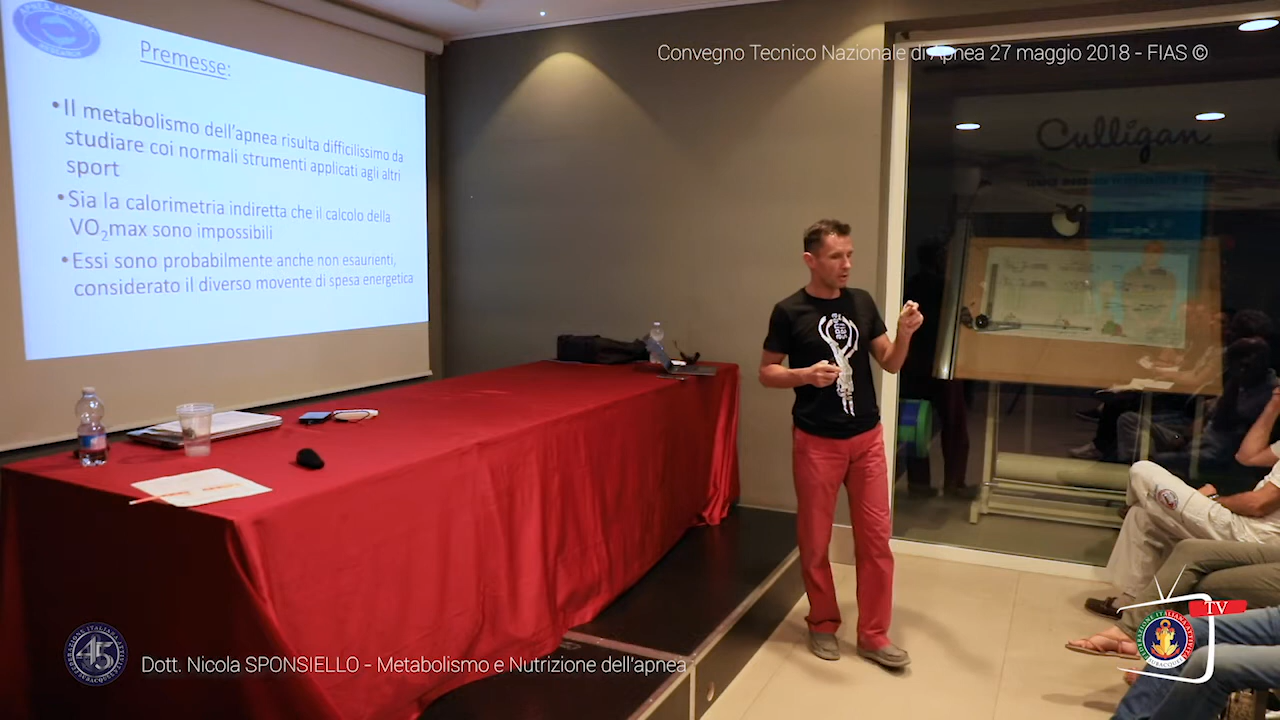 APNEA ACADEMY
Premesse:
•Il metabolismo dell'apnea risulta difficilissimo da
studiare coi normali strumenti applicati agli altri
sport
•Sia la calorimetria indiretta che il calcolo della
VO₂max sono impossibili
•Essi sono probabilmente anche non esaurienti,
considerato il diverso movente di spesa energetica
Convegno Tecnico Nazionale di Apnea 27 maggio 2018 - FIAS ©
Culligan
45
Dott. Nicola SPONSIELLO - Metabolismo e Nutrizione dell'apnea
TV